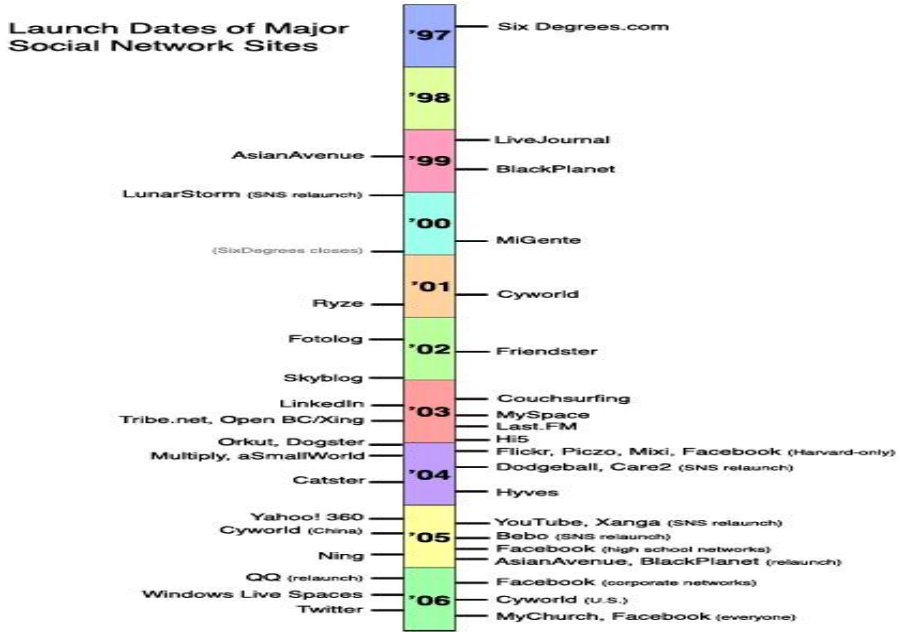 Launch Dates of Major
Social Network Sites
'97
Six Degrees.com
'98
LiveJournal
AsianAvenue
'99
BlackPlanet
LunarStorm (SNS relaunch)
'00
MiGente
(SixDegrees closes)
'01
Cyworld
Ryze
Fotolog
'02
Friendster
Skyblog
Couchsurfing
LinkedIn
'03
MySpace
Tribe.net, Open BC/Xing
Last.FM
Hi5
Orkut, Dogster
Flickr, Piczo, Mixi, Facebook (Harvard-only)
Multiply, aSmallWorld
Dodgeball, Care2 (SNS relaunch)
'04
Catster
Hyves
Yahoo! 360
YouTube, Xanga (SNS relaunch)
Cyworld (China)
'05
Bebo (SNS relaunch)
Facebook (high school networks)
Ning
AsianAvenue, BlackPlanet (relaunch)
QQ (relaunch)
Facebook (corporate networks)
Windows Live Spaces
'06
Cyworld (U.S.)
Twitter
MyChurch, Facebook (everyone)